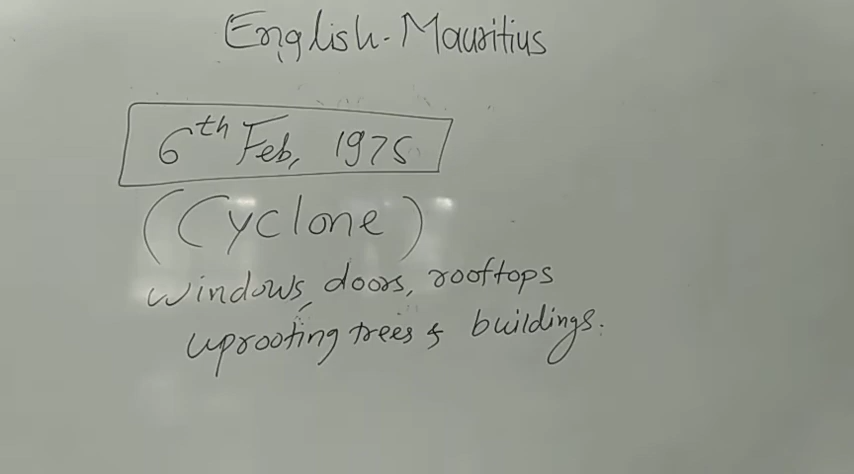 English-Mauritius
6th Feb, 1975
(Cyclone)
windows, doors, rooftops
uprooting trees & buildings.